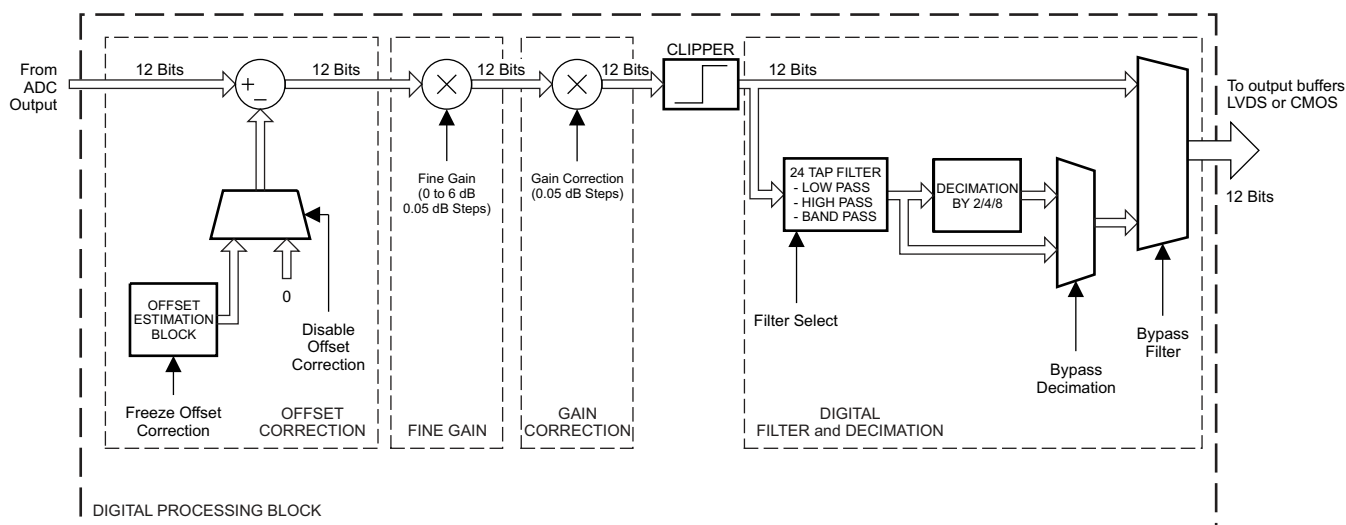 From
ADC
Output
12 Bits
+
–
12 Bits
12 Bits
12 Bits
CLIPPER
12 Bits
To output buffers
LVDS or CMOS
12 Bits
Fine Gain
(0 to 6 dB
0.05 dB Steps)
Gain Correction
(0.05 dB Steps)
24 TAP FILTER
- LOW PASS
- HIGH PASS
- BAND PASS
DECIMATION
BY 2/4/8
0
OFFSET
ESTIMATION
BLOCK
Disable
Offset
Correction
Filter Select
Bypass
Filter
Bypass
Decimation
Freeze Offset
Correction
OFFSET
CORRECTION
FINE GAIN
GAIN
CORRECTION
DIGITAL
FILTER and DECIMATION
DIGITAL PROCESSING BLOCK